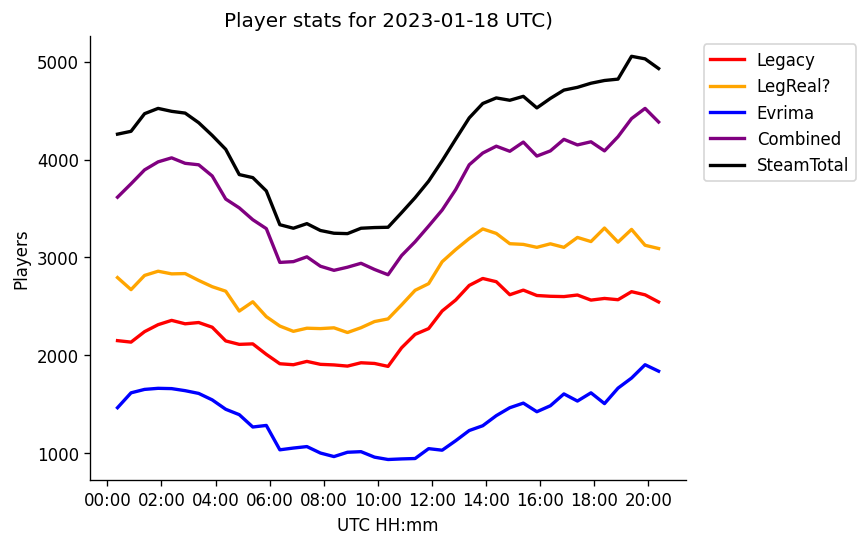 Player stats for 2023-01-18 UTC)
Legacy
LegReal?
Evrima
Combined
SteamTotal
5000
4000
3000
2000
1000
Players
00:00 02:00 04:00 06:00 08:00 10:00 12:00 14:00 16:00 18:00 20:00
UTC HH:mm